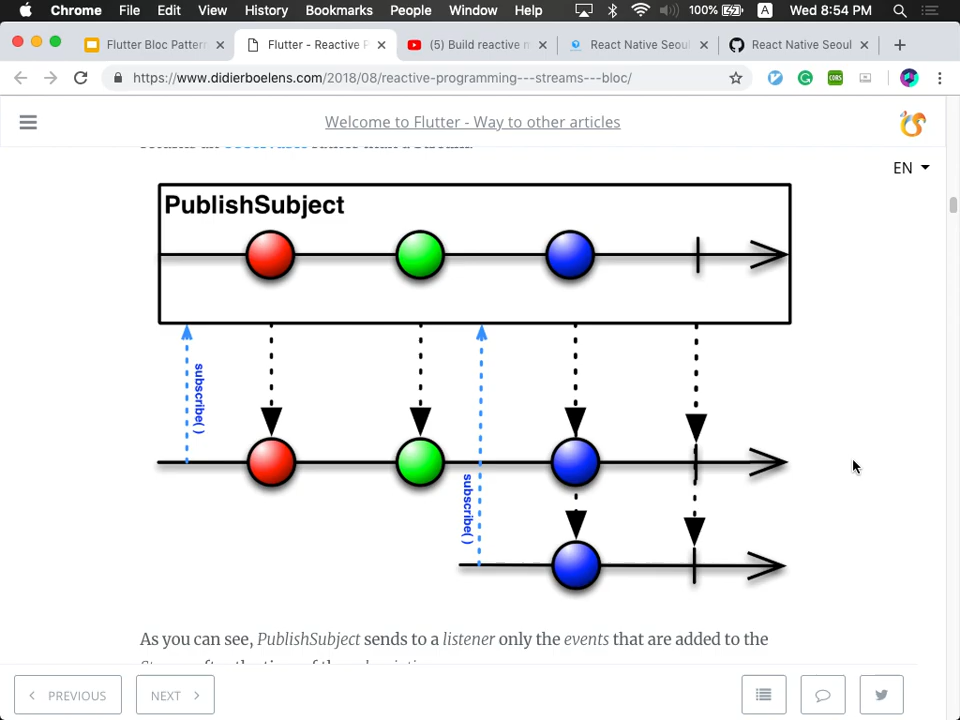 Chrome File Edit View History Bookmarks People Window Help 100% A Wed 8:54 PM
Flutter Bloc Pattern
Flutter - Reactive P
(5) Build reactive m
React Native Seoul
React Native Seoul
https://www.didierboelens.com/2018/08/reactive-programming---streams---bloc/
CORS
Welcome to Flutter - Way to other articles
EN
PublishSubject
subscribe( )
subscribe( )
As you can see, PublishSubject sends to a listener only the events that are added to the
PREVIOUS
NEXT